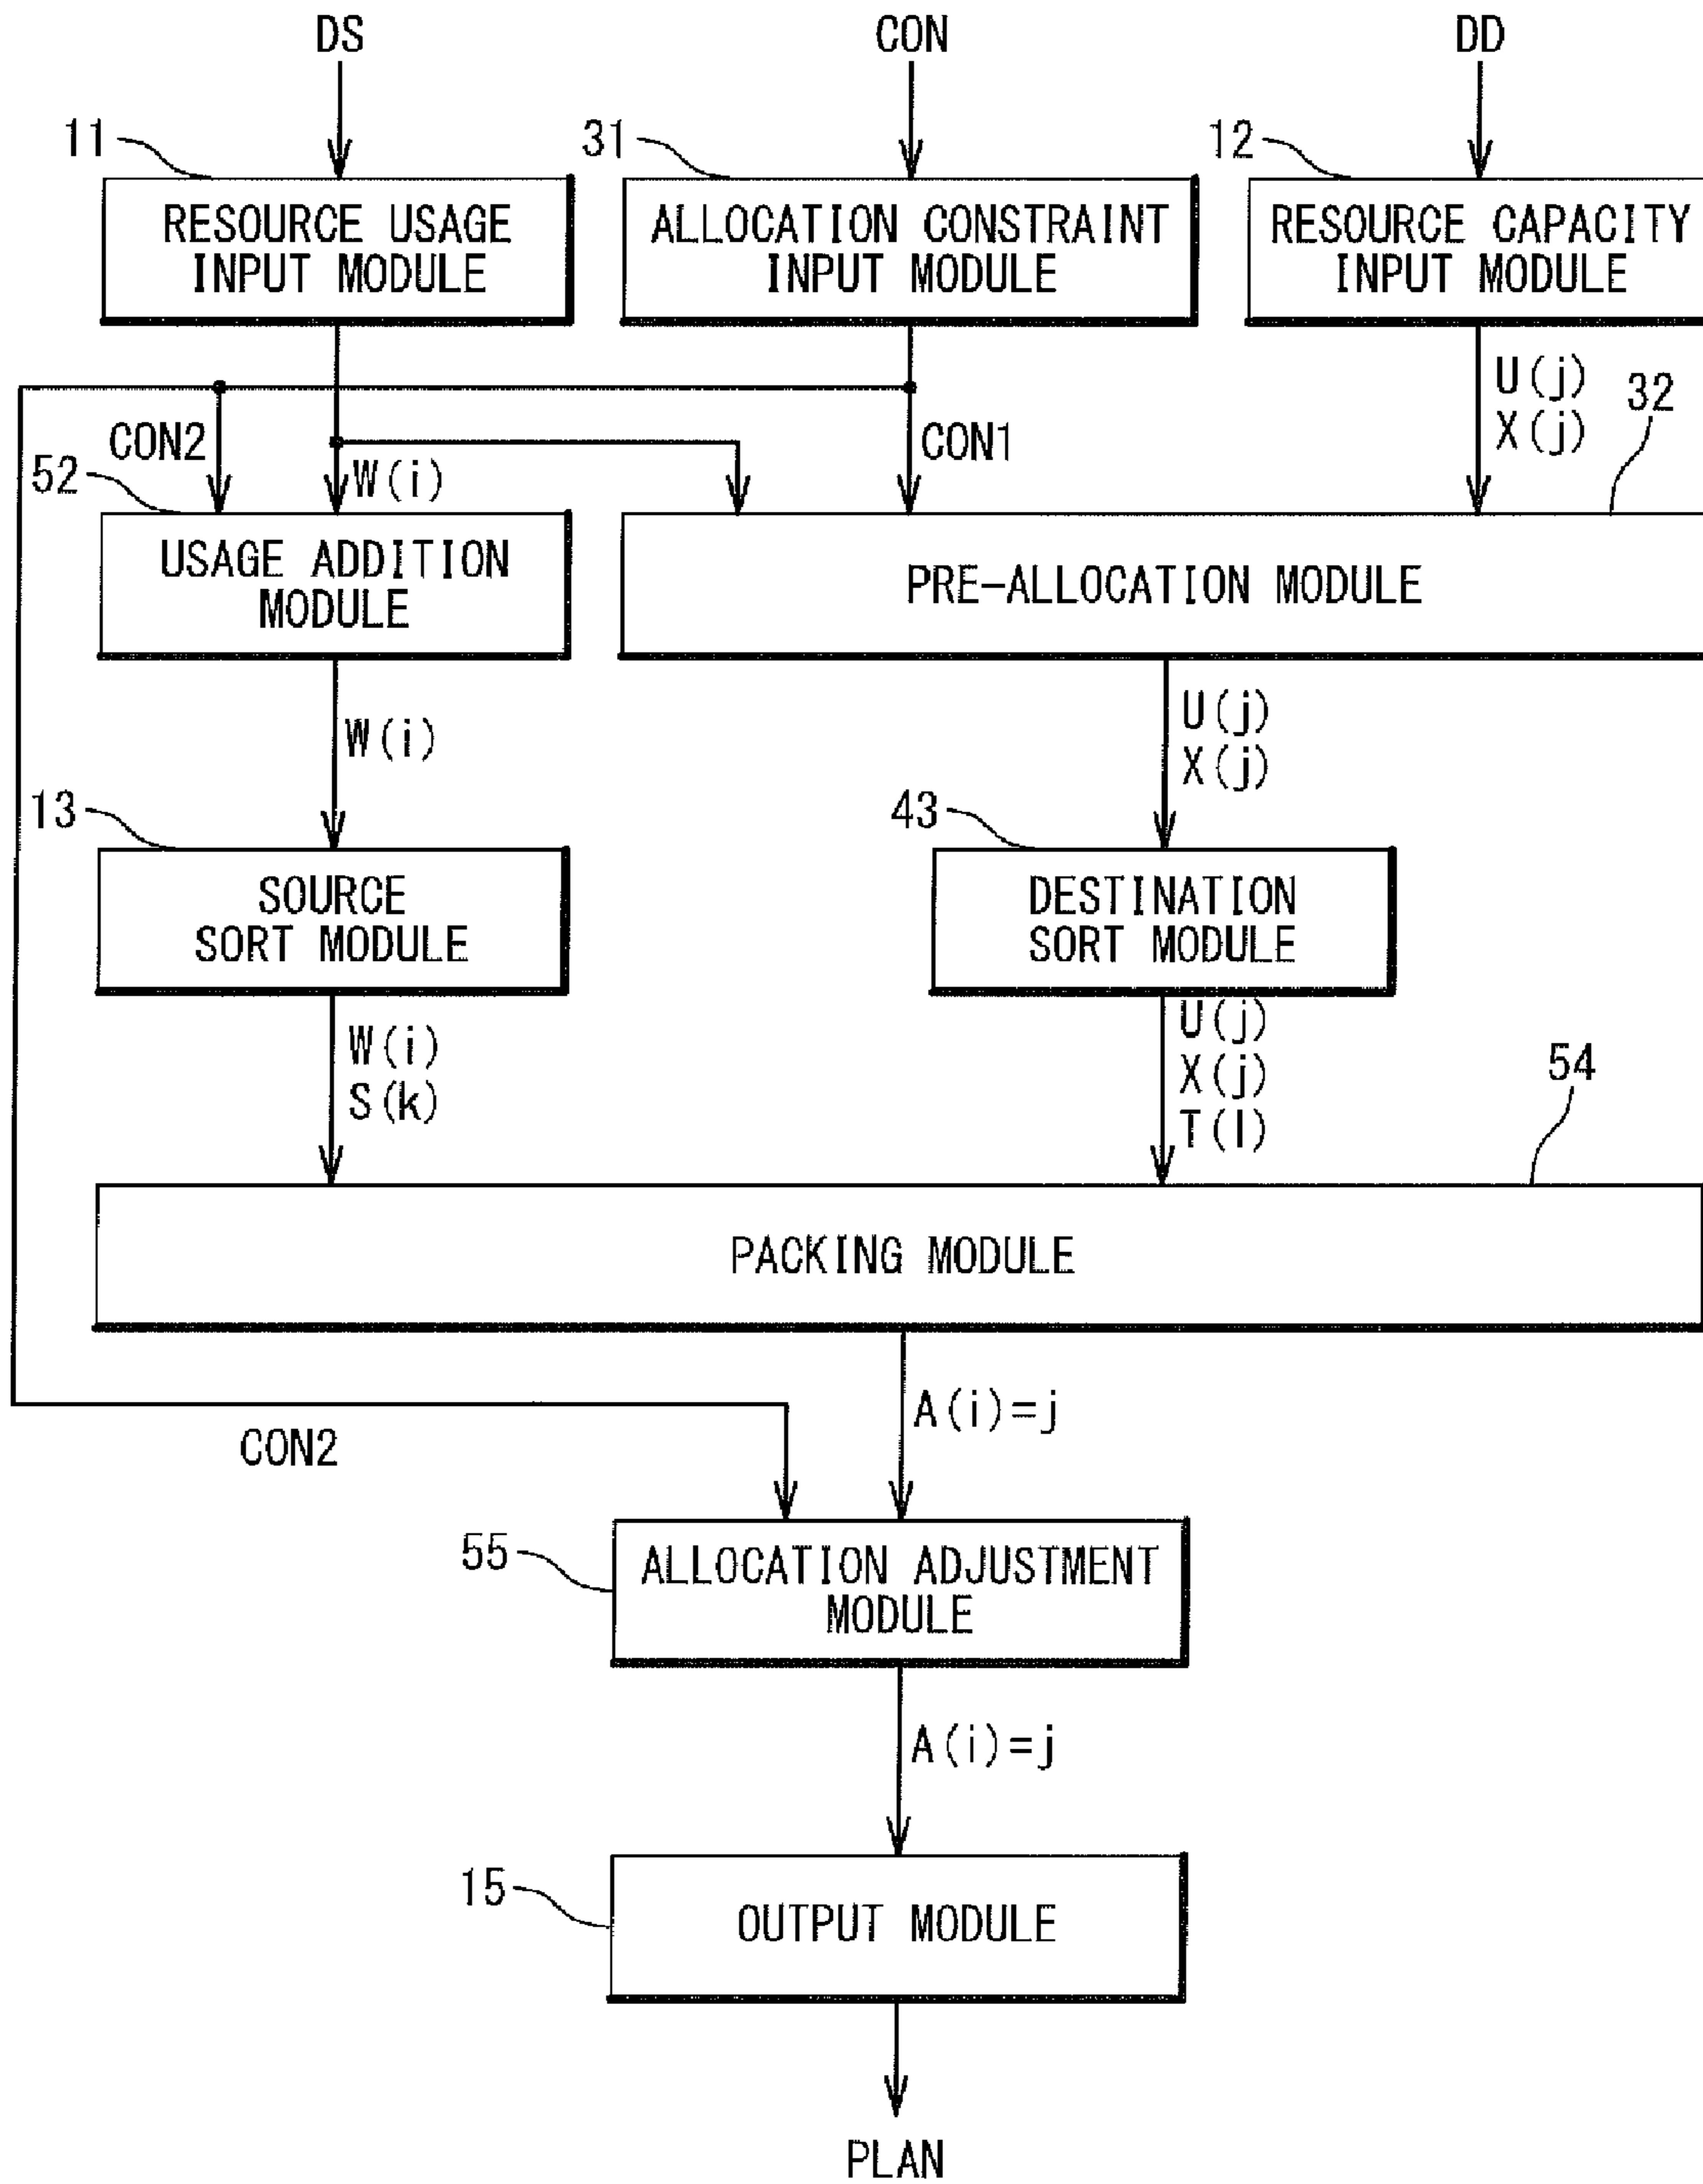 DS
CON
DD
11
31
12
RESOURCE USAGE
INPUT MODULE
ALLOCATION CONSTRAINT
INPUT MODULE
RESOURCE CAPACITY
INPUT MODULE
U(j)
X(j)
32
CON2
W(i)
CON1
52
USAGE ADDITION
MODULE
PRE-ALLOCATION MODULE
W(i)
U(j)
X(j)
13
43
SOURCE
SORT MODULE
DESTINATION
SORT MODULE
W(i)
S(k)
U(j)
X(j)
T(l)
54
PACKING MODULE
A(i)=j
CON2
55
ALLOCATION ADJUSTMENT
MODULE
A(i)=j
15
OUTPUT MODULE
PLAN